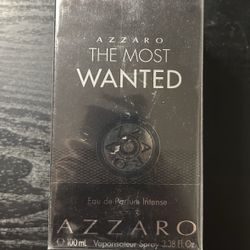 AZZARO
THE MOST
WANTED
Eau de Parfum Intense
AZZARO
℮ 100 mL Vaporisateur Spray 3.38 fl. Oz.